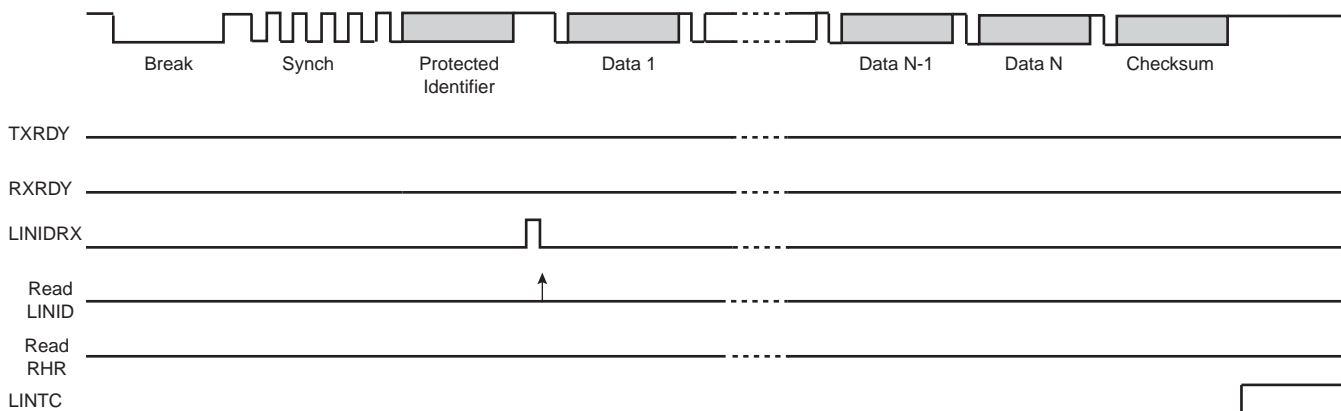 Break
Synch
Protected
Identifier
Data 1
Data N-1
Data N
Checksum
TXRDY
RXRDY
LINIDRX
Read
LINID
Read
RHR
LINTC